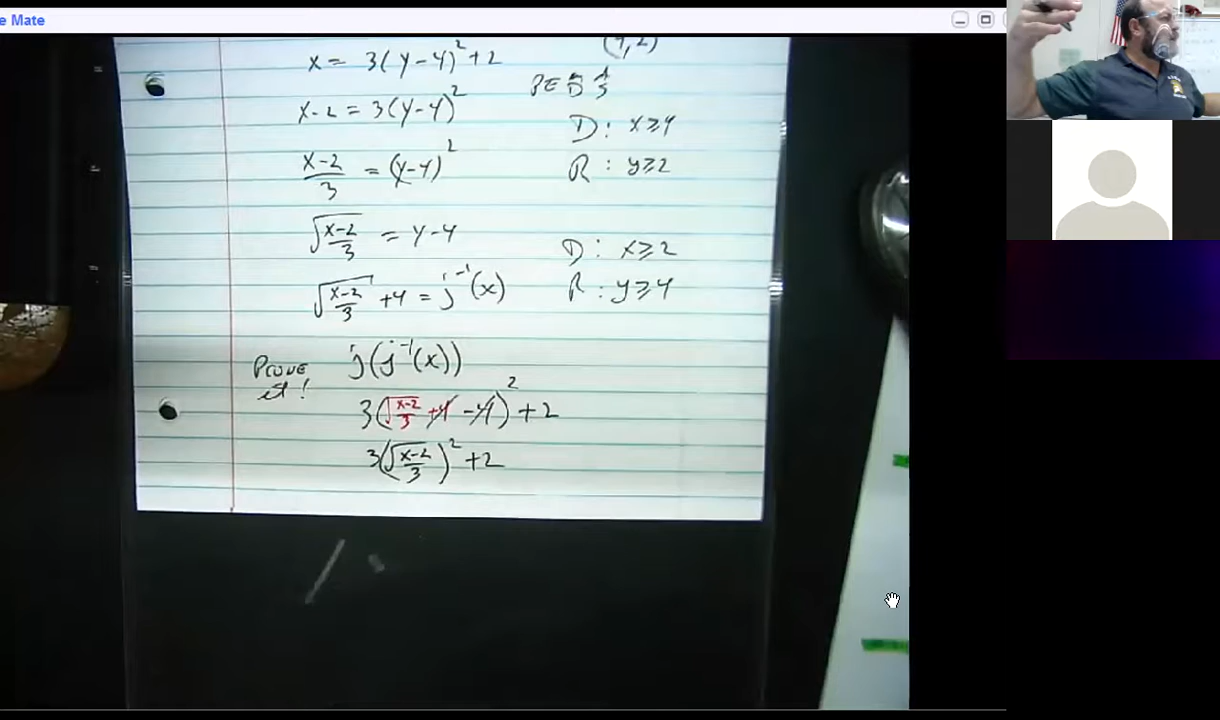 e Mate
(4,2)
x = 3(y-4)²+2
PE M/D A/S
x-2 = 3(y-4)²
D: x≥4
(x-2)/3 = (y-4)²
R: y≥2
√((x-2)/3) = y-4
D: x≥2
√((x-2)/3) +4 = j⁻¹(x)
R: y≥4
Prove it!
j(j⁻¹(x))
3(√((x-2)/3) +4 -4)² +2
3(√((x-2)/3))² +2